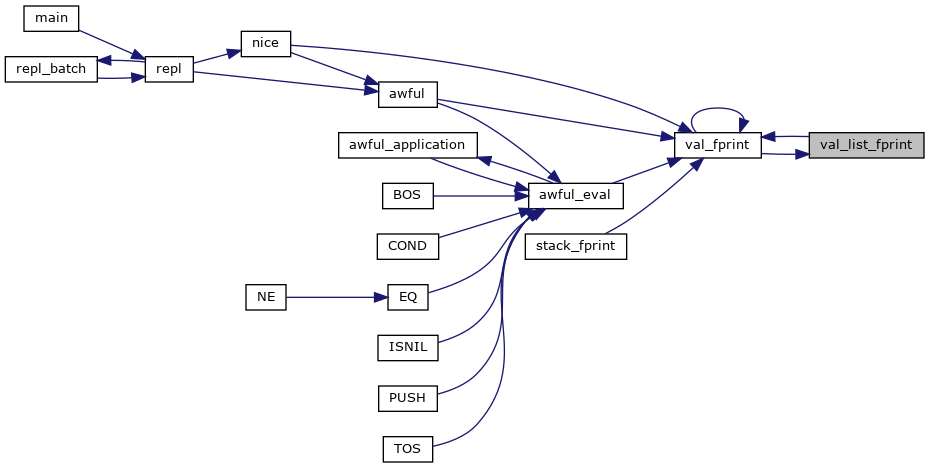 main
nice
repl_batch
repl
awful
awful_application
val_fprint
val_list_fprint
BOS
awful_eval
COND
stack_fprint
NE
EQ
ISNIL
PUSH
TOS